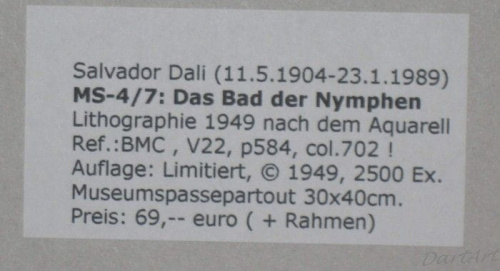 Salvador Dali (11.5.1904-23.1.1989)
MS-4/7: Das Bad der Nymphen
Lithographie 1949 nach dem Aquarell
Ref.:BMC , V22, p584, col.702 !
Auflage: Limitiert, © 1949, 2500 Ex.
Museumspassepartout 30x40cm.
Preis: 69,-- euro ( + Rahmen)